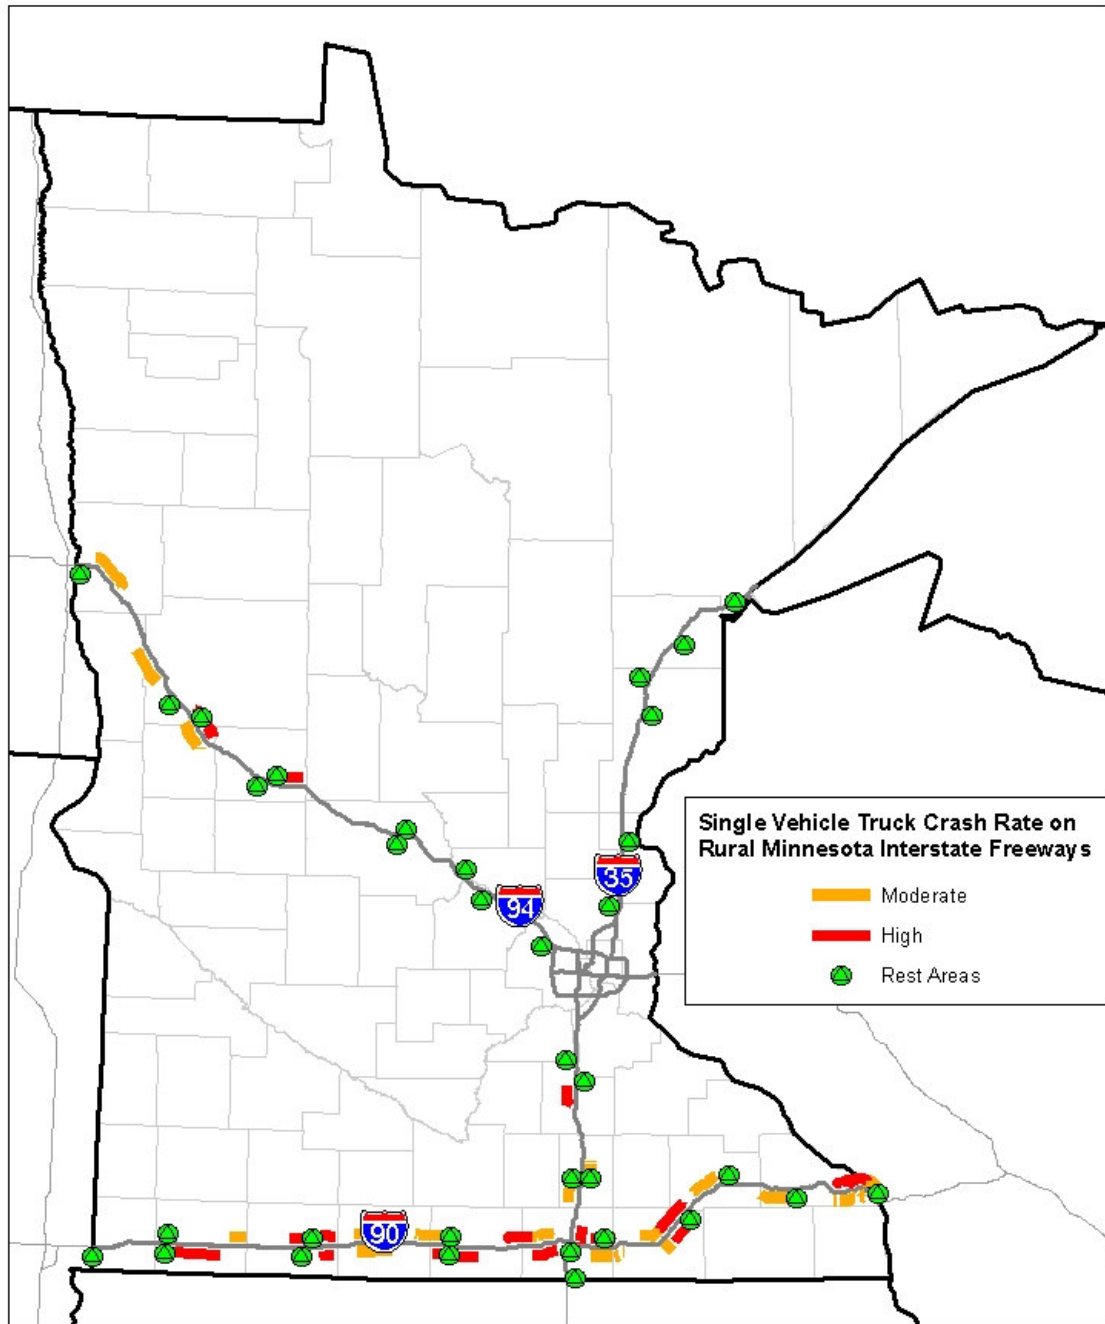 Single Vehicle Truck Crash Rate on
Rural Minnesota Interstate Freeways
Moderate
High
Rest Areas
35
94
90